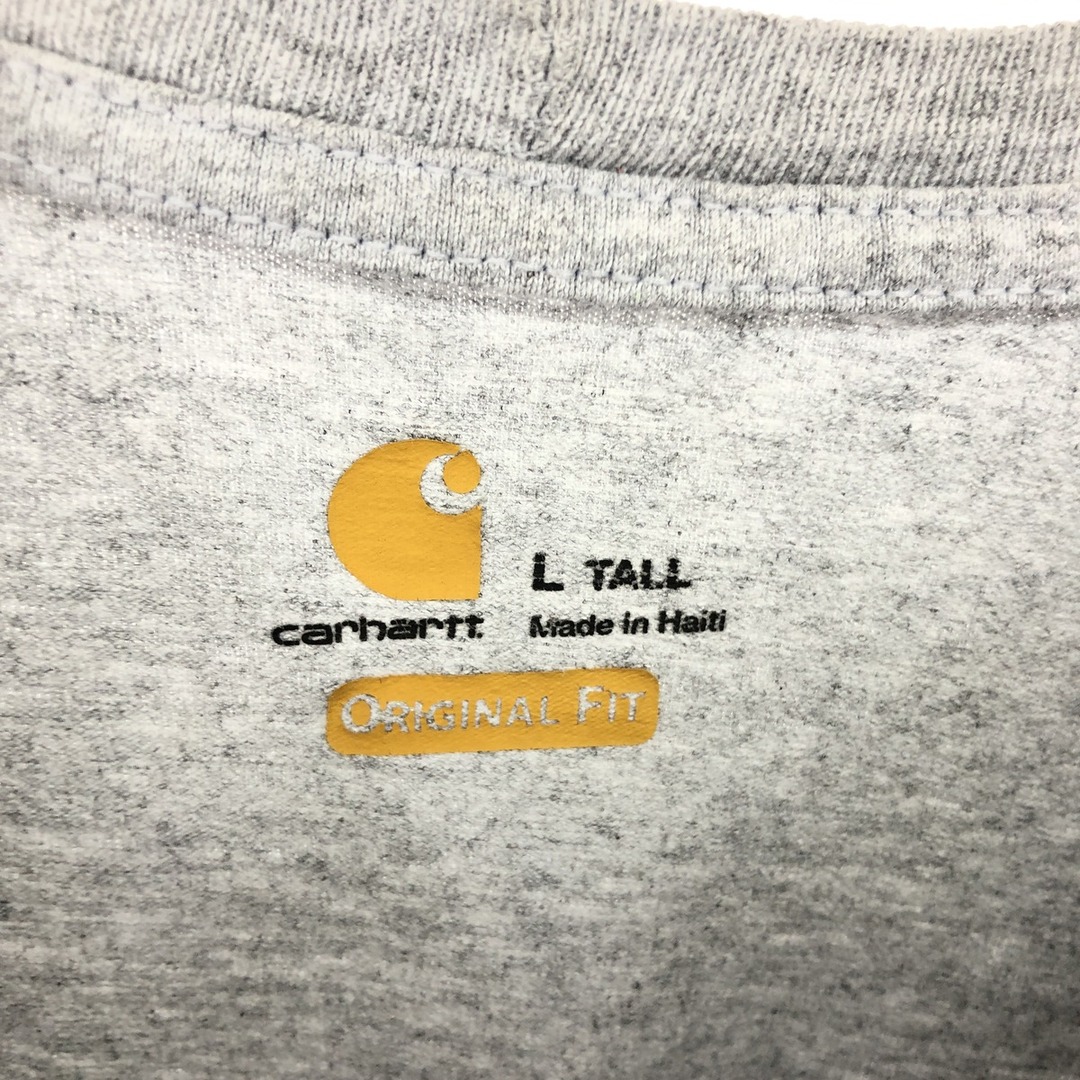 L TALL
carhartt
Made in Haiti
ORIGINAL FIT